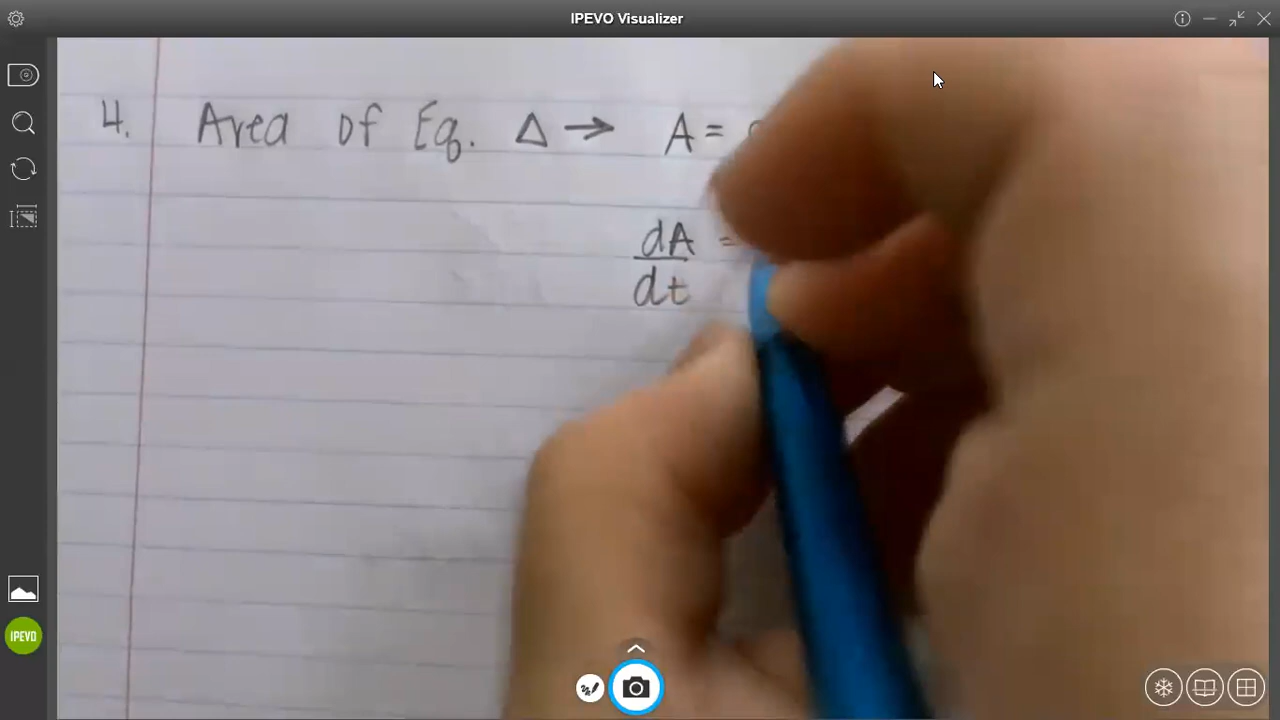 IPEVO Visualizer
4. Area of Eq. Δ → A =
dA
dt
=
IPEVO